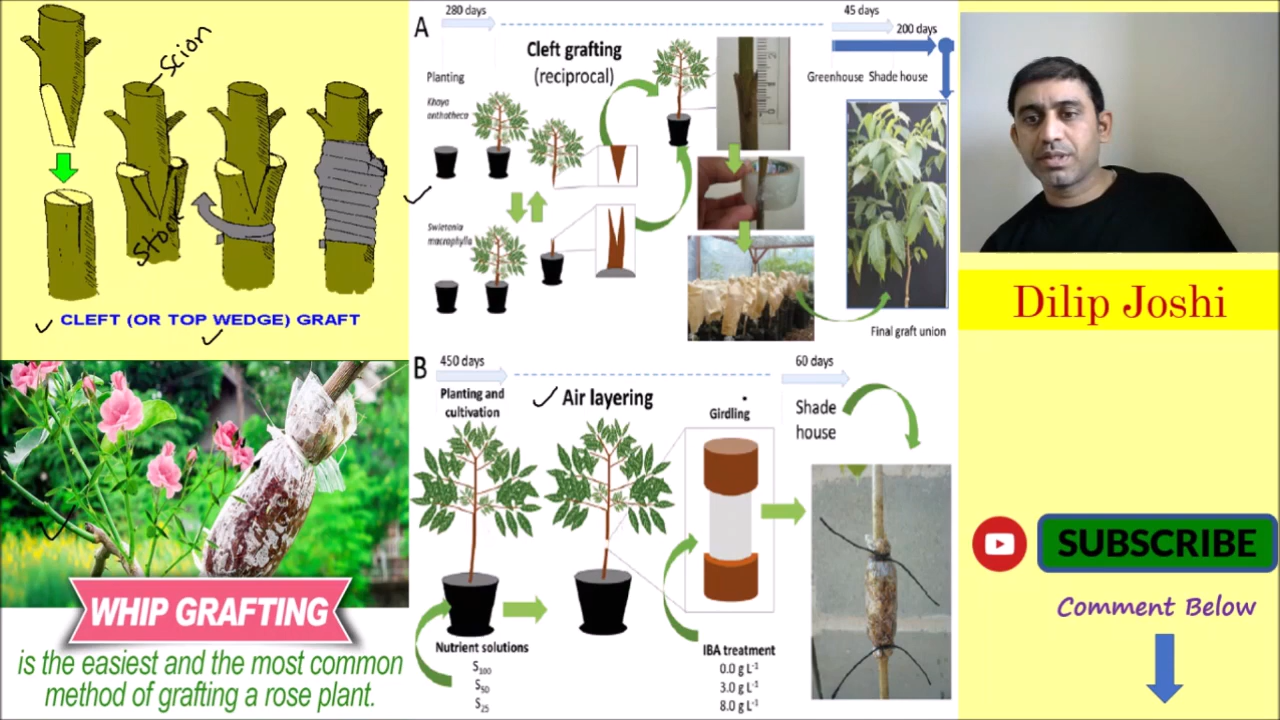 Scion
Stock
CLEFT (OR TOP WEDGE) GRAFT
WHIP GRAFTING
is the easiest and the most common
method of grafting a rose plant.
A
280 days
45 days
200 days
Cleft grafting
(reciprocal)
Planting
Greenhouse Shade house
Khaya
anthotheca
Swietenia
macrophylla
Final graft union
B
450 days
60 days
Planting and
cultivation
Air layering
Girdling
Shade
house
Nutrient solutions
S100
S50
S25
IBA treatment
0.0 g L-1
3.0 g L-1
8.0 g L-1
Dilip Joshi
SUBSCRIBE
Comment Below